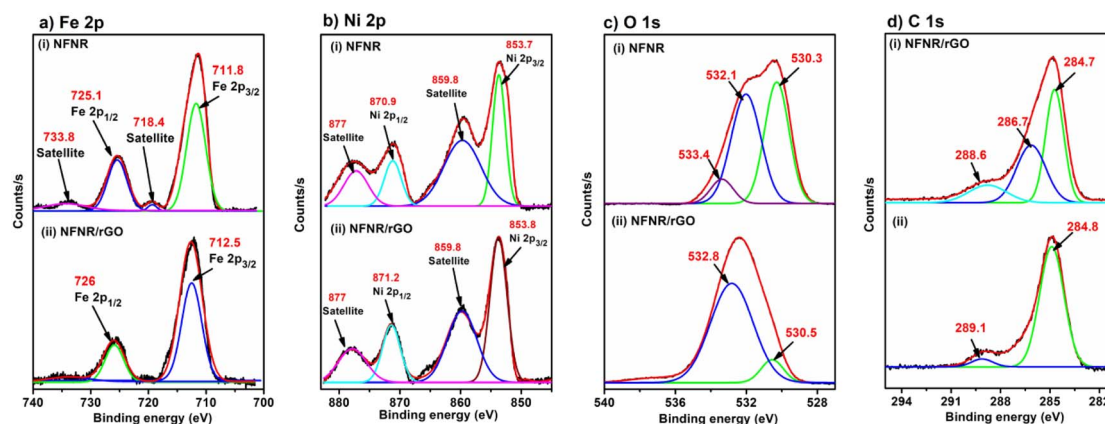 a) Fe 2p
(i) NFNR
711.8
Fe 2p3/2
725.1
Fe 2p1/2
718.4
Satellite
733.8
Satellite
(ii) NFNR/rGO
712.5
Fe 2p3/2
726
Fe 2p1/2
Counts/s
740 730 720 710 700
Binding energy (eV)
b) Ni 2p
(i) NFNR
853.7
Ni 2p3/2
859.8
Satellite
870.9
Ni 2p1/2
877
Satellite
(ii) NFNR/rGO
853.8
Ni 2p3/2
859.8
Satellite
871.2
Ni 2p1/2
877
Satellite
Counts/s
880 870 860 850
Binding energy (eV)
c) O 1s
(i) NFNR
532.1
530.3
533.4
(ii) NFNR/rGO
532.8
530.5
Counts/s
540 536 532 528
Binding energy (eV)
d) C 1s
(i) NFNR/rGO
284.7
286.7
288.6
(ii)
284.8
289.1
Counts/s
294 291 288 285 282
Binding energy (eV)